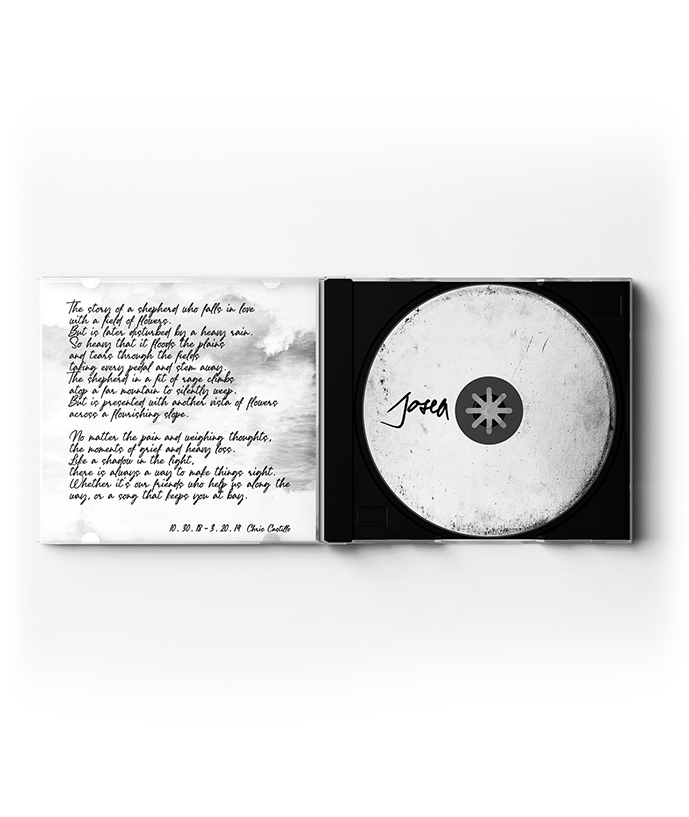 The story of a shepherd who falls in love
with a field of flowers.
But is later disturbed by a heavy rain.
So heavy that it floods the plains
and tears through the fields
taking every pedal and stem away.
The shepherd in a fit of rage climbs
atop a far mountain to silently weep.
But is presented with another vista of flowers
across a flourishing slope.
No matter the pain and weighing thoughts,
the moments of grief and heavy loss.
Like a shadow in the light,
there is always a way to make things right.
Whether it's our friends who help us along the
way, or a song that keeps you at bay.
10 . 30 . 18 - 3 . 20 . 19 Chris Castillo
Josea